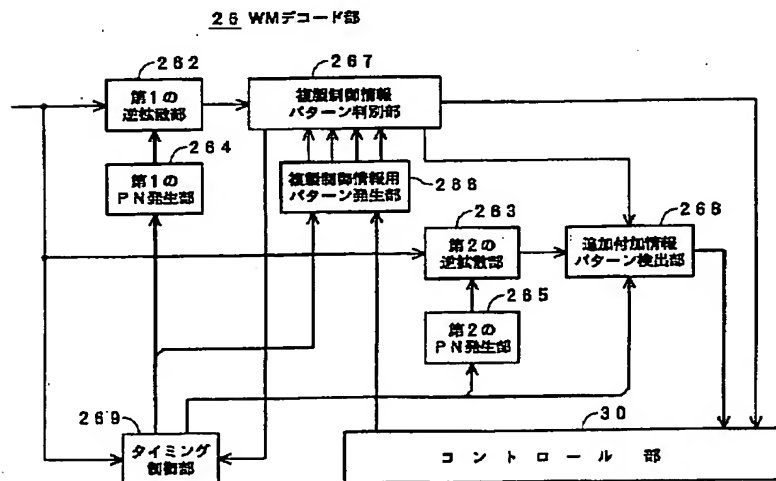 26 WMデコード部
262
第1の
逆拡散部
267
複製制御情報
パターン判別部
264
第1の
PN発生部
複製制御情報用
パターン発生部
266
263
第2の
逆拡散部
268
追加付加情報
パターン検出部
265
第2の
PN発生部
269
タイミング
制御部
30
コントロール部